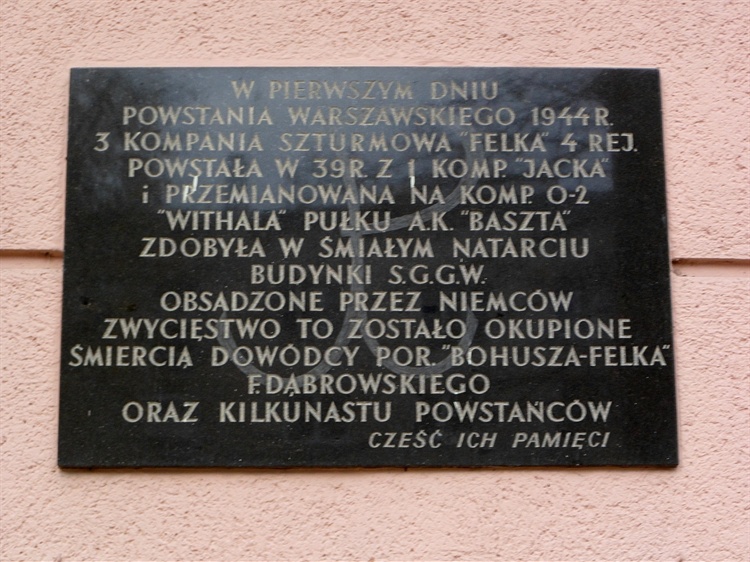 W PIERWSZYM DNIU
POWSTANIA WARSZAWSKIEGO 1944 R.
3 KOMPANIA SZTURMOWA "FELKA" 4 REJ.
POWSTAŁA W 39R. Z 1 KOMP. "JACKA"
i PRZEMIANOWANA NA KOMP. O-2
"WITHALA" PUŁKU A.K. "BASZTA"
ZDOBYŁA W ŚMIAŁYM NATARCIU
BUDYNKI S.G.G.W.
OBSADZONE PRZEZ NIEMCÓW
ZWYCIĘSTWO TO ZOSTAŁO OKUPIONE
ŚMIERCIĄ DOWÓDCY POR. "BOHUSZA-FELKA"
F. DĄBROWSKIEGO
ORAZ KILKUNASTU POWSTAŃCÓW
CZEŚĆ ICH PAMIĘCI